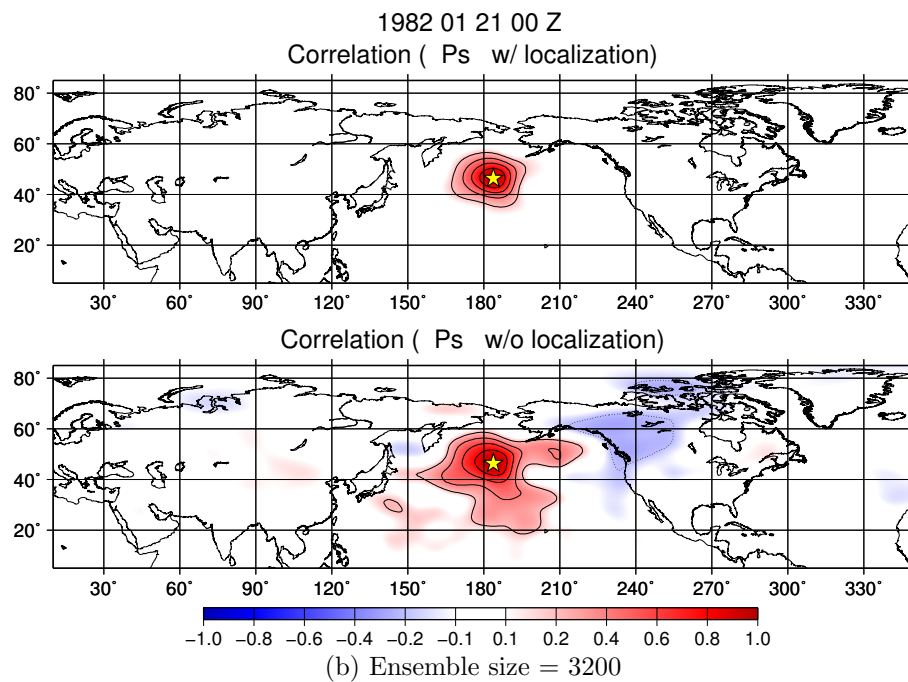 1982 01 21 00 Z
Correlation ( Ps w/ localization)
80˚
60˚
40˚
20˚
30˚ 60˚ 90˚ 120˚ 150˚ 180˚ 210˚ 240˚ 270˚ 300˚ 330˚
Correlation ( Ps w/o localization)
80˚
60˚
40˚
20˚
30˚ 60˚ 90˚ 120˚ 150˚ 180˚ 210˚ 240˚ 270˚ 300˚ 330˚
−1.0 −0.8 −0.6 −0.4 −0.2 −0.1 0.1 0.2 0.4 0.6 0.8 1.0
(b) Ensemble size = 3200